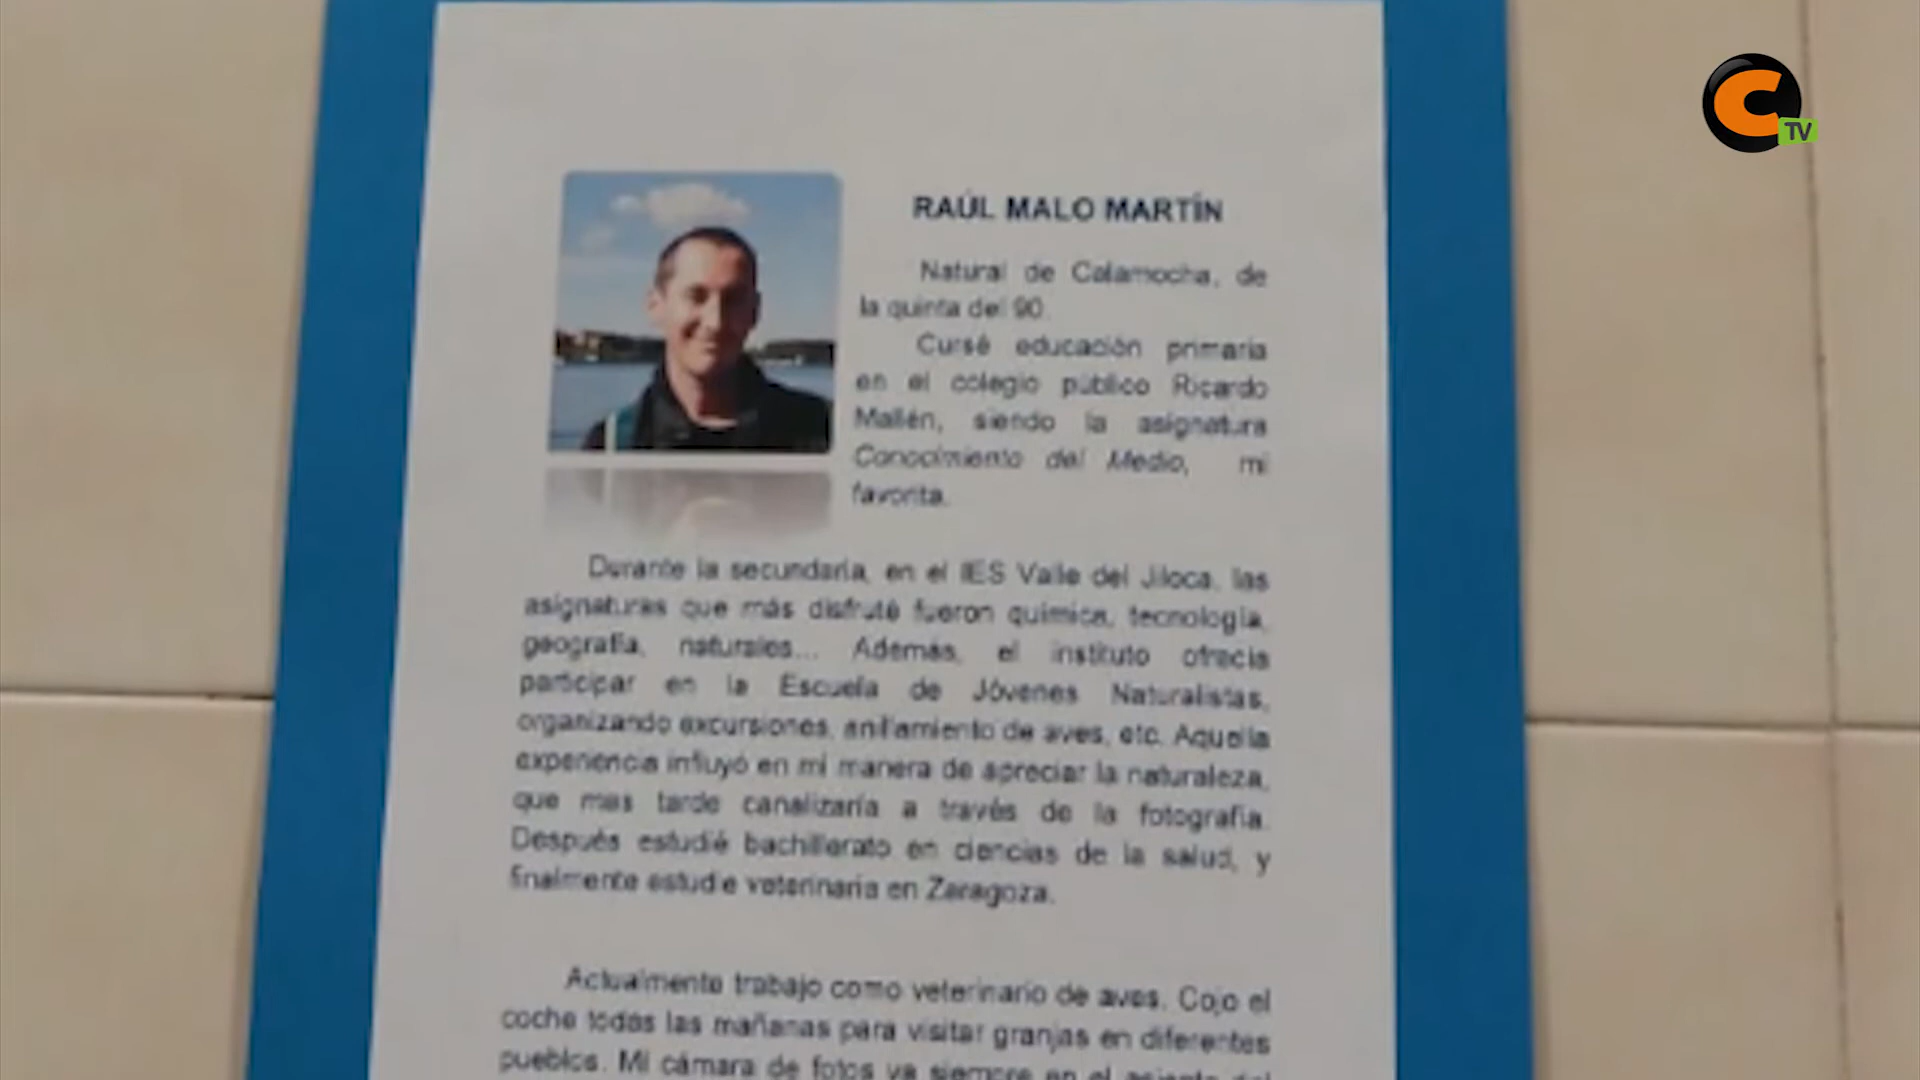 C
TV
RAÚL MALO MARTÍN
Natural de Calamocha, de
la quinta del 90.
Cursé educación primaria
en el colegio público Ricardo
Mallén, siendo la asignatura
Conocimiento del Medio, mi
favorita.
Durante la secundaria, en el IES Valle del Jiloca, las
asignaturas que más disfruté fueron química, tecnología,
geografía, naturales... Además, el instituto ofrecía
participar en la Escuela de Jóvenes Naturalistas,
organizando excursiones, anillamiento de aves, etc. Aquella
experiencia influyó en mi manera de apreciar la naturaleza,
que mas tarde canalizaría a través de la fotografía.
Después estudié bachillerato en ciencias de la salud, y
finalmente estudie veterinaria en Zaragoza.
Actualmente trabajo como veterinario de aves. Cojo el
coche todas las mañanas para visitar granjas en diferentes
pueblos. Mi cámara de fotos va siempre en el asiento del